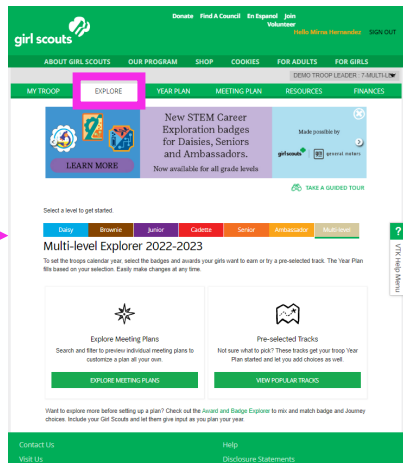 Donate Find A Council En Espanol Join
Volunteer
girl scouts
Hello Mirna Hernandez SIGN OUT
ABOUT GIRL SCOUTS OUR PROGRAM SHOP COOKIES FOR ADULTS FOR GIRLS
DEMO TROOP LEADER : 7-MULTI-LE
MY TROOP EXPLORE YEAR PLAN MEETING PLAN RESOURCES FINANCES
New STEM Career
Exploration badges
for Daisies, Seniors
and Ambassadors.
Now available for all grade levels
LEARN MORE
Made possible by
girl scouts general motors
TAKE A GUIDED TOUR
Select a level to get started.
Daisy Brownie Junior Cadette Senior Ambassador Multi-level
Multi-level Explorer 2022-2023
To set the troops calendar year, select the badges and awards your girls want to earn or try a pre-selected track. The Year Plan
fills based on your selection. Easily make changes at any time.
Explore Meeting
Plans
Search and filter to preview individual meeting plans to
customize a plan all your own.
EXPLORE MEETING PLANS
Pre-
selected Tracks
Not sure what to pick? These tracks get your troop Year
Plan started and let you add choices as well.
VIEW POPULAR TRACKS
? VTK Help Menu
Want to explore more before setting up a plan? Check out the Award and Badge Explorer to mix and match badge and Journey
choices. Include your Girl Scouts and let them give input as you plan your year.
Contact Us Help
Visit Us Disclosure Statements